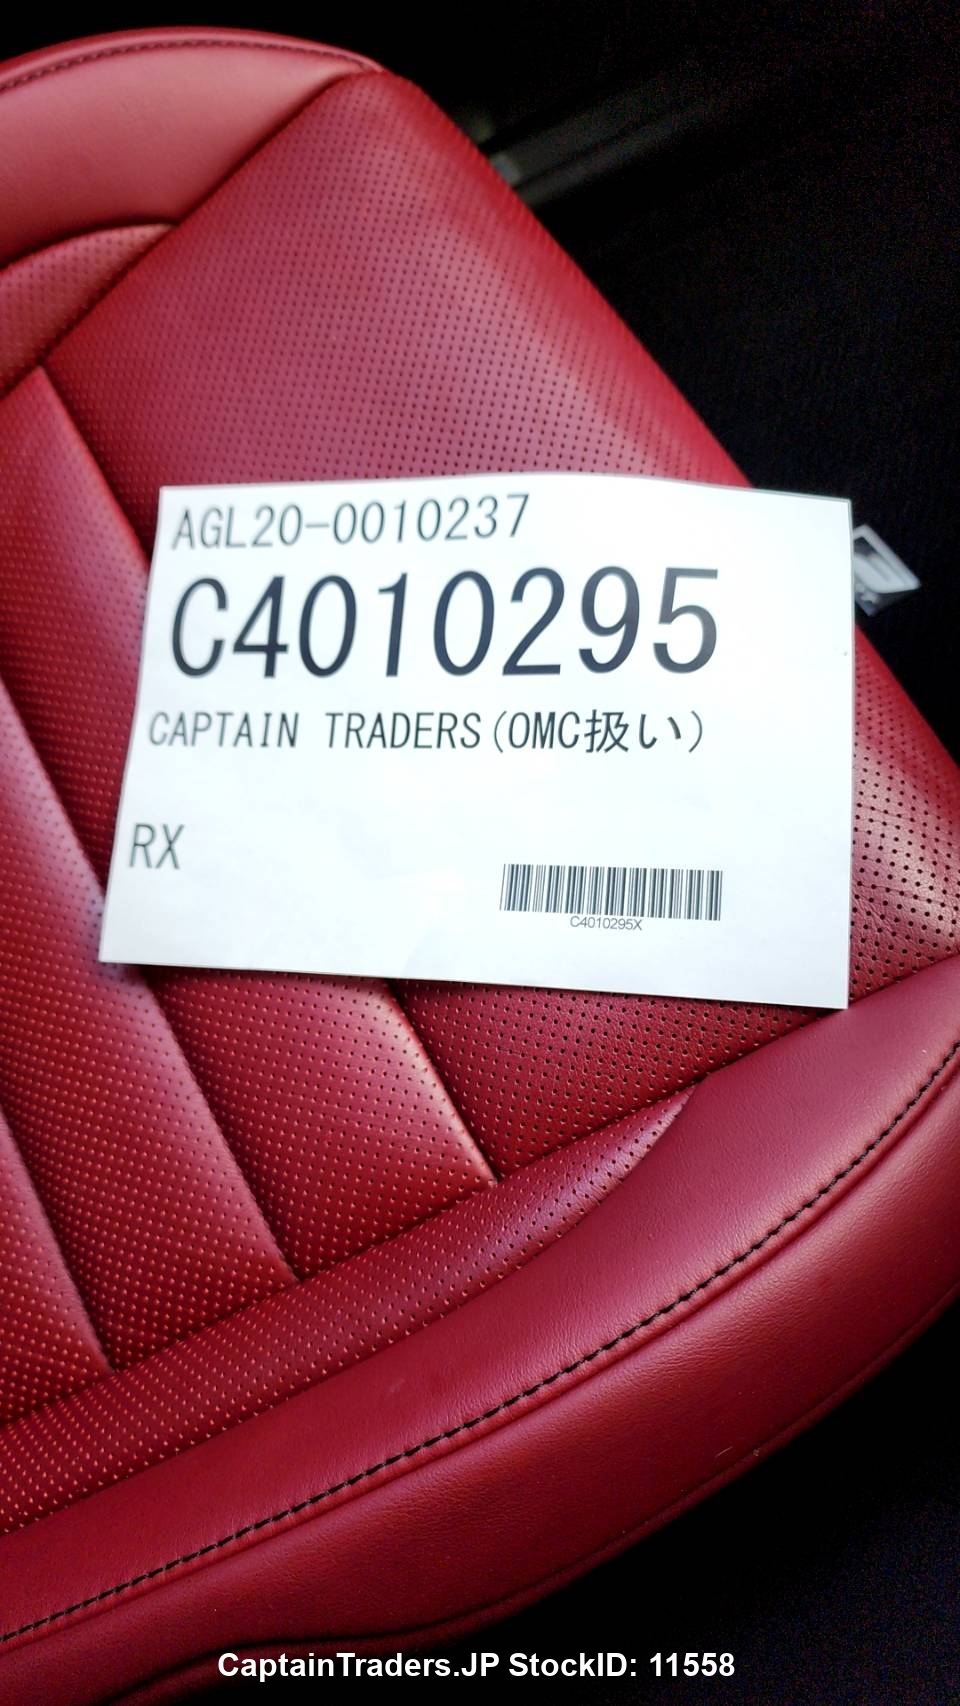 AGL20-0010237
C4010295
CAPTAIN TRADERS(OMC扱い)
RX
C4010295X
CaptainTraders.JP StockID: 11558